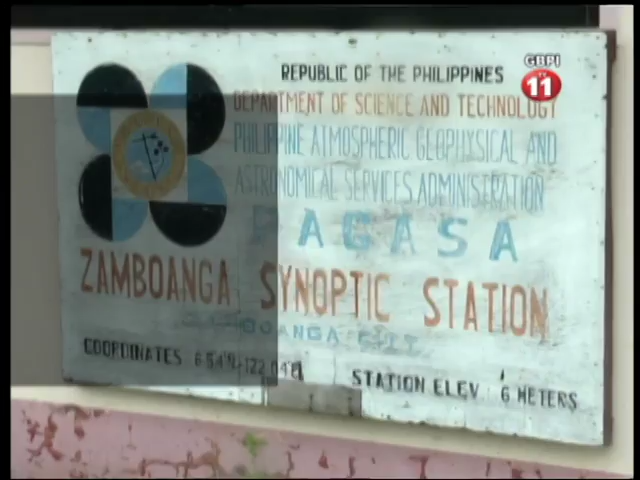 REPUBLIC OF THE PHILIPPINES
GBPI
TV
11
DEPARTMENT OF SCIENCE AND TECHNOLOGY
PHILIPPINE ATMOSPHERIC GEOPHYSICAL AND
ASTRONOMICAL SERVICES ADMINISTRATION
PAGASA
ZAMBOANGA SYNOPTIC STATION
ZAMBOANGA CITY
COORDINATES
STATION ELEV 6 METERS